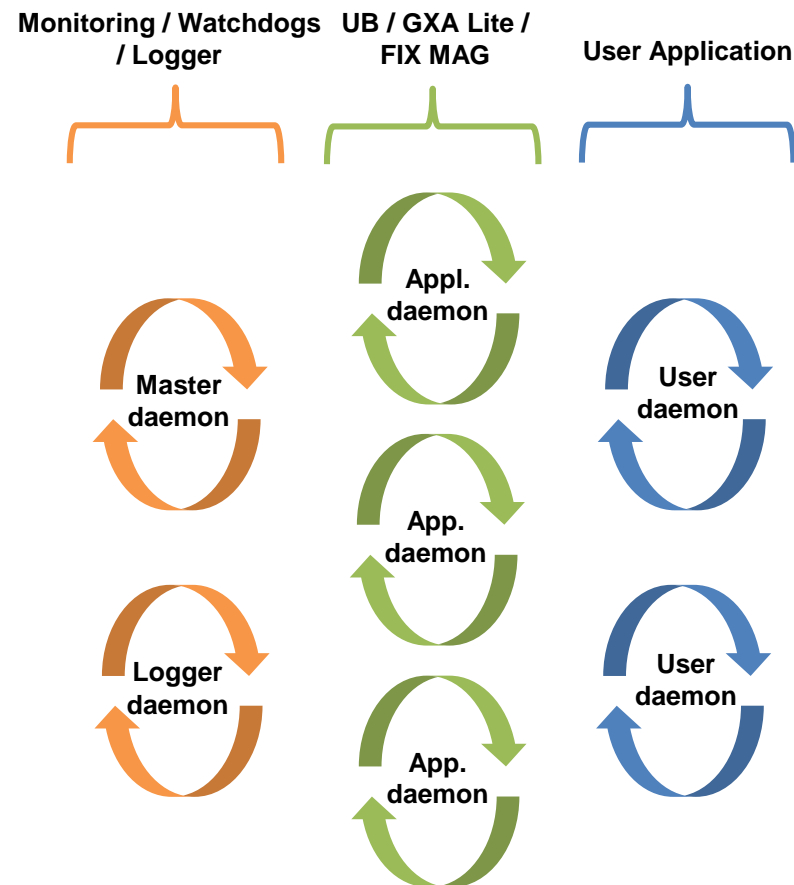 Monitoring / Watchdogs
/ Logger
UB / GXA Lite /
FIX MAG
User Application
Appl.
daemon
Master
daemon
User
daemon
App.
daemon
Logger
daemon
User
daemon
App.
daemon